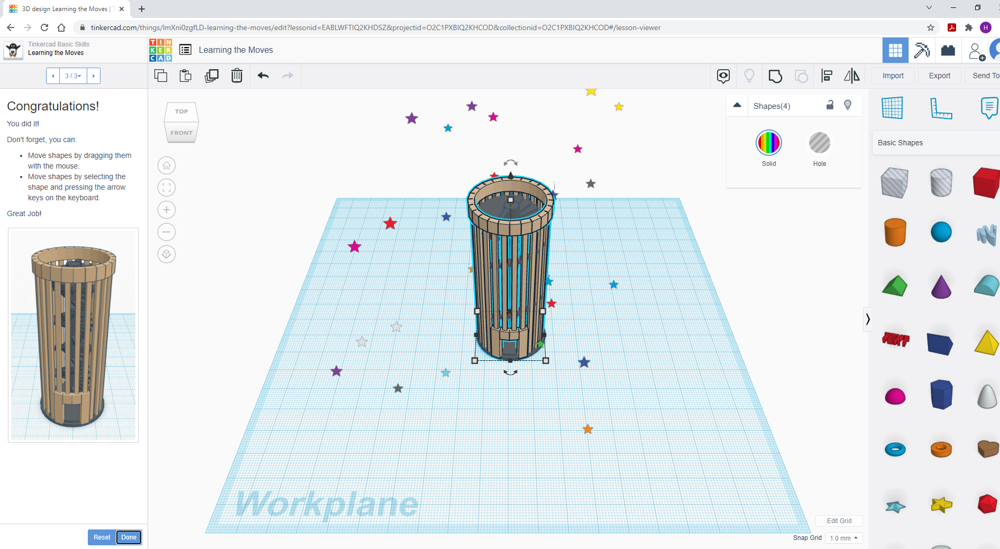 3D design Learning the Moves |
tinkercad.com/things/lmXni0zgfLD-learning-the-moves/edit?lessonid=EABLWFTIQ2KHDSZ&projectid=O2C1PXBIQ2KHCOD&collectionid=O2C1PXBIQ2KHCOD#/lesson-viewer
H
Tinkercad Basic Skills
Learning the Moves
TIN
KER
CAD
Learning the Moves
3 / 3
Import
Export
Send To
Congratulations!
You did it!
Don't forget, you can:
• Move shapes by dragging them
with the mouse.
• Move shapes by selecting the
shape and pressing the arrow
keys on the keyboard.
Great Job!
TOP
FRONT
Shapes(4)
Solid
Hole
Basic Shapes
TEXT
Workplane
Edit Grid
Snap Grid
1.0 mm
Reset
Done